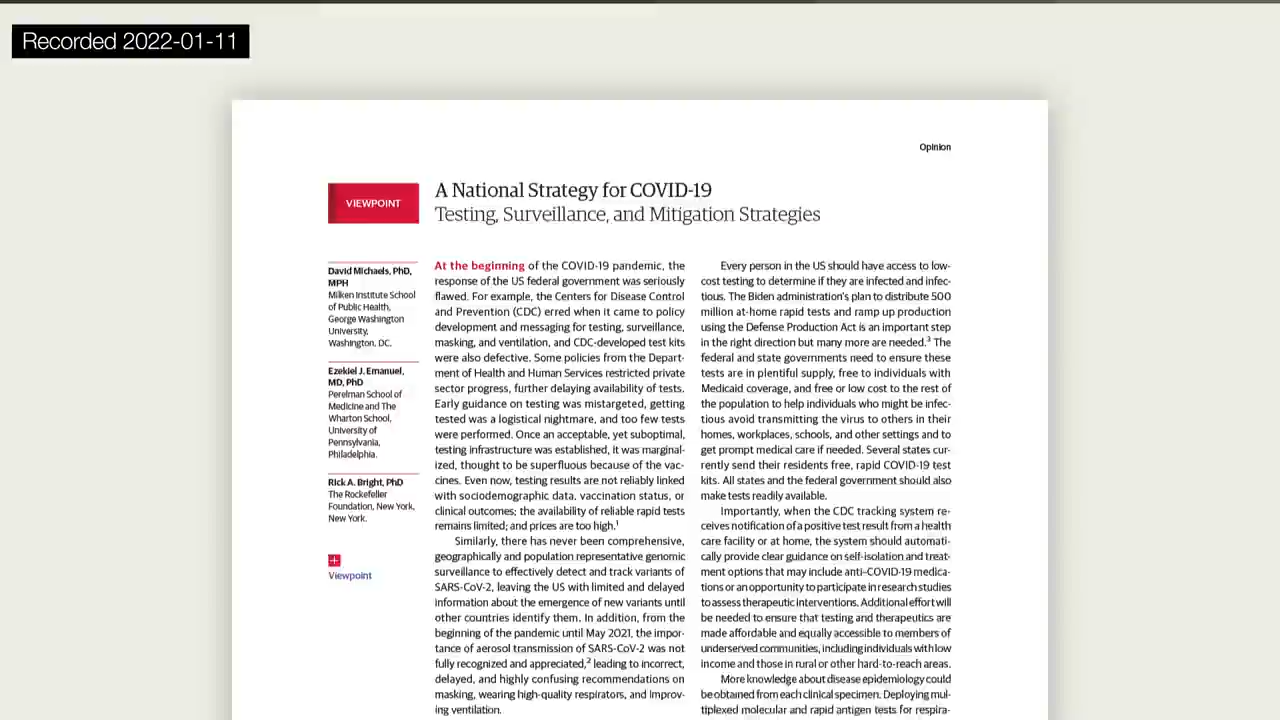 Recorded 2022-01-11
Opinion
VIEWPOINT
A National Strategy for COVID-19
Testing, Surveillance, and Mitigation Strategies
David Michaels, PhD,
MPH
Milken Institute School
of Public Health,
George Washington
University,
Washington, DC.
Ezekiel J. Emanuel,
MD, PhD
Perelman School of
Medicine and The
Wharton School,
University of
Pennsylvania,
Philadelphia.
Rick A. Bright, PhD
The Rockefeller
Foundation, New York,
New York.
Viewpoint
At the beginning of the COVID-19 pandemic, the
response of the US federal government was seriously
flawed. For example, the Centers for Disease Control
and Prevention (CDC) erred when it came to policy
development and messaging for testing, surveillance,
masking, and ventilation, and CDC-developed test kits
were also defective. Some policies from the Depart-
ment of Health and Human Services restricted private
sector progress, further delaying availability of tests.
Early guidance on testing was mistargeted, getting
tested was a logistical nightmare, and too few tests
were performed. Once an acceptable, yet suboptimal,
testing infrastructure was established, it was marginal-
ized, thought to be superfluous because of the vac-
cines. Even now, testing results are not reliably linked
with sociodemographic data, vaccination status, or
clinical outcomes; the availability of reliable rapid tests
remains limited; and prices are too high.1
Similarly, there has never been comprehensive,
geographically and population representative genomic
surveillance to effectively detect and track variants of
SARS-CoV-2, leaving the US with limited and delayed
information about the emergence of new variants until
other countries identify them. In addition, from the
beginning of the pandemic until May 2021, the impor-
tance of aerosol transmission of SARS-CoV-2 was not
fully recognized and appreciated,2 leading to incorrect,
delayed, and highly confusing recommendations on
masking, wearing high-quality respirators, and improv-
ing ventilation.
Every person in the US should have access to low-
cost testing to determine if they are infected and infec-
tious. The Biden administration's plan to distribute 500
million at-home rapid tests and ramp up production
using the Defense Production Act is an important step
in the right direction but many more are needed.3 The
federal and state governments need to ensure these
tests are in plentiful supply, free to individuals with
Medicaid coverage, and free or low cost to the rest of
the population to help individuals who might be infec-
tious avoid transmitting the virus to others in their
homes, workplaces, schools, and other settings and to
get prompt medical care if needed. Several states cur-
rently send their residents free, rapid COVID-19 test
kits. All states and the federal government should also
make tests readily available.
Importantly, when the CDC tracking system re-
ceives notification of a positive test result from a health
care facility or at home, the system should automati-
cally provide clear guidance on self-isolation and treat-
ment options that may include anti–COVID-19 medica-
tions or an opportunity to participate in research studies
to assess therapeutic interventions. Additional effort will
be needed to ensure that testing and therapeutics are
made affordable and equally accessible to members of
underserved communities, including individuals with low
income and those in rural or other hard-to-reach areas.
More knowledge about disease epidemiology could
be obtained from each clinical specimen. Deploying mul-
tiplexed molecular and rapid antigen tests for respira-